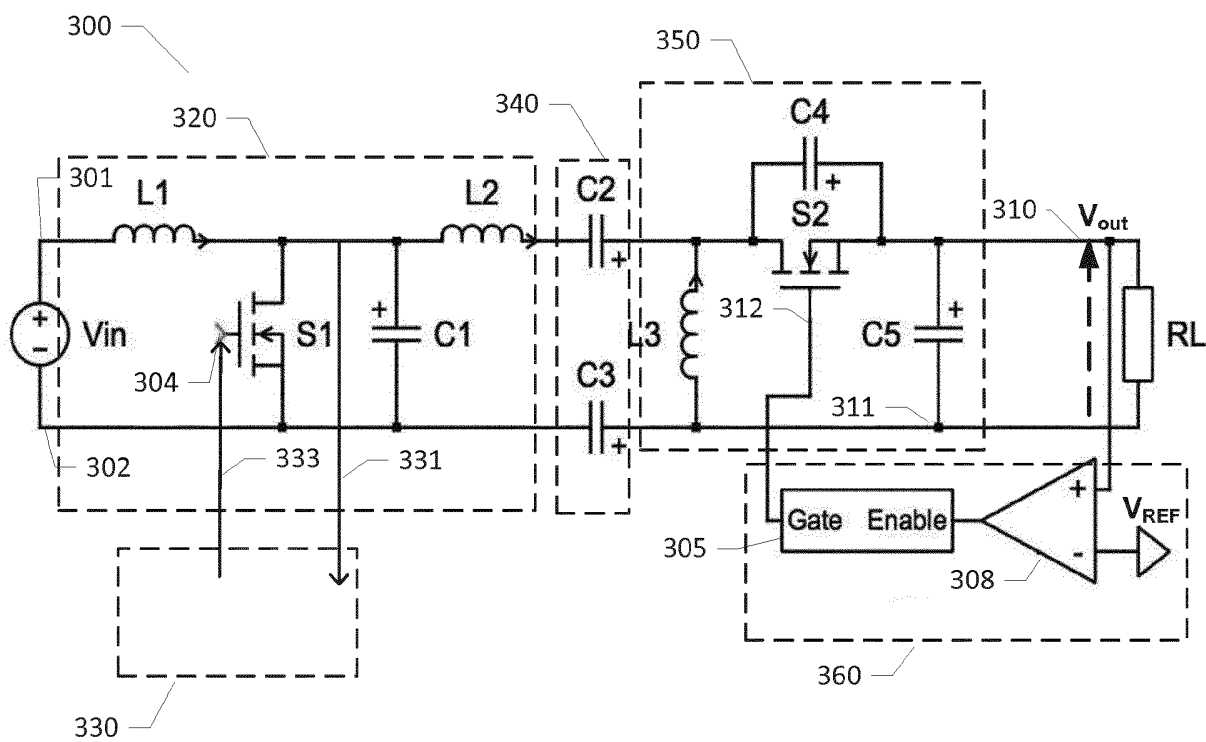 300
350
320
340
C4
301
L1
L2
C2
+
S2
310
Vout
+
+
+
Vin
-
304
S1
+
C1
L3
312
C5
+
RL
C3
311
+
302
333
331
Gate Enable
305
+
-
VREF
308
330
360